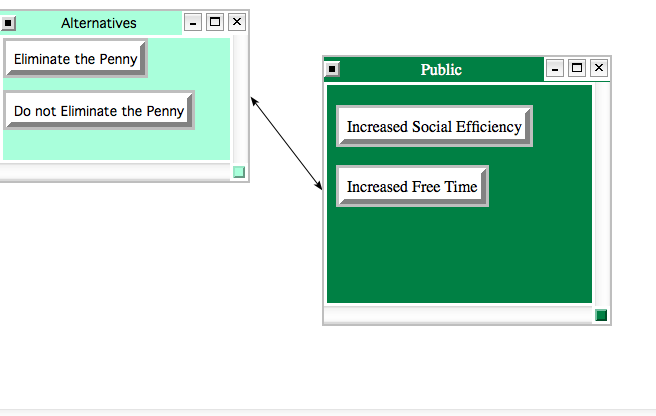 Alternatives
Eliminate the Penny
Do not Eliminate the Penny
Public
Increased Social Efficiency
Increased Free Time